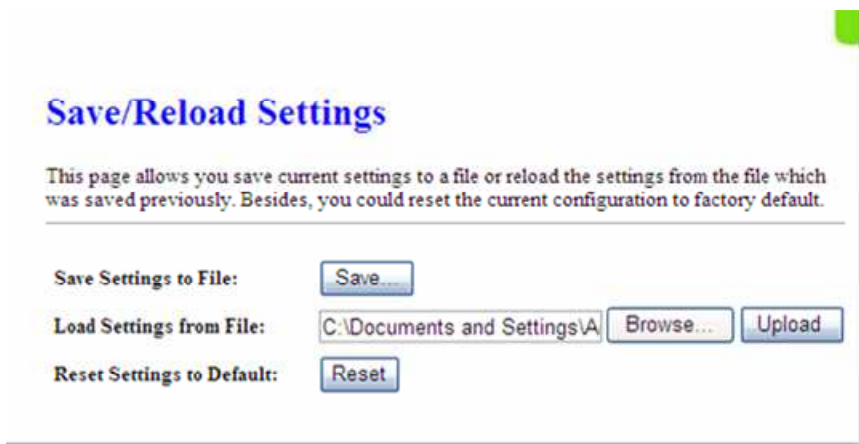 Save/Reload Settings
This page allows you save current settings to a file or reload the settings from the file which
was saved previously. Besides, you could reset the current configuration to factory default.
Save Settings to File: Save...
Load Settings from File: C:\Documents and Settings\A Browse... Upload
Reset Settings to Default: Reset